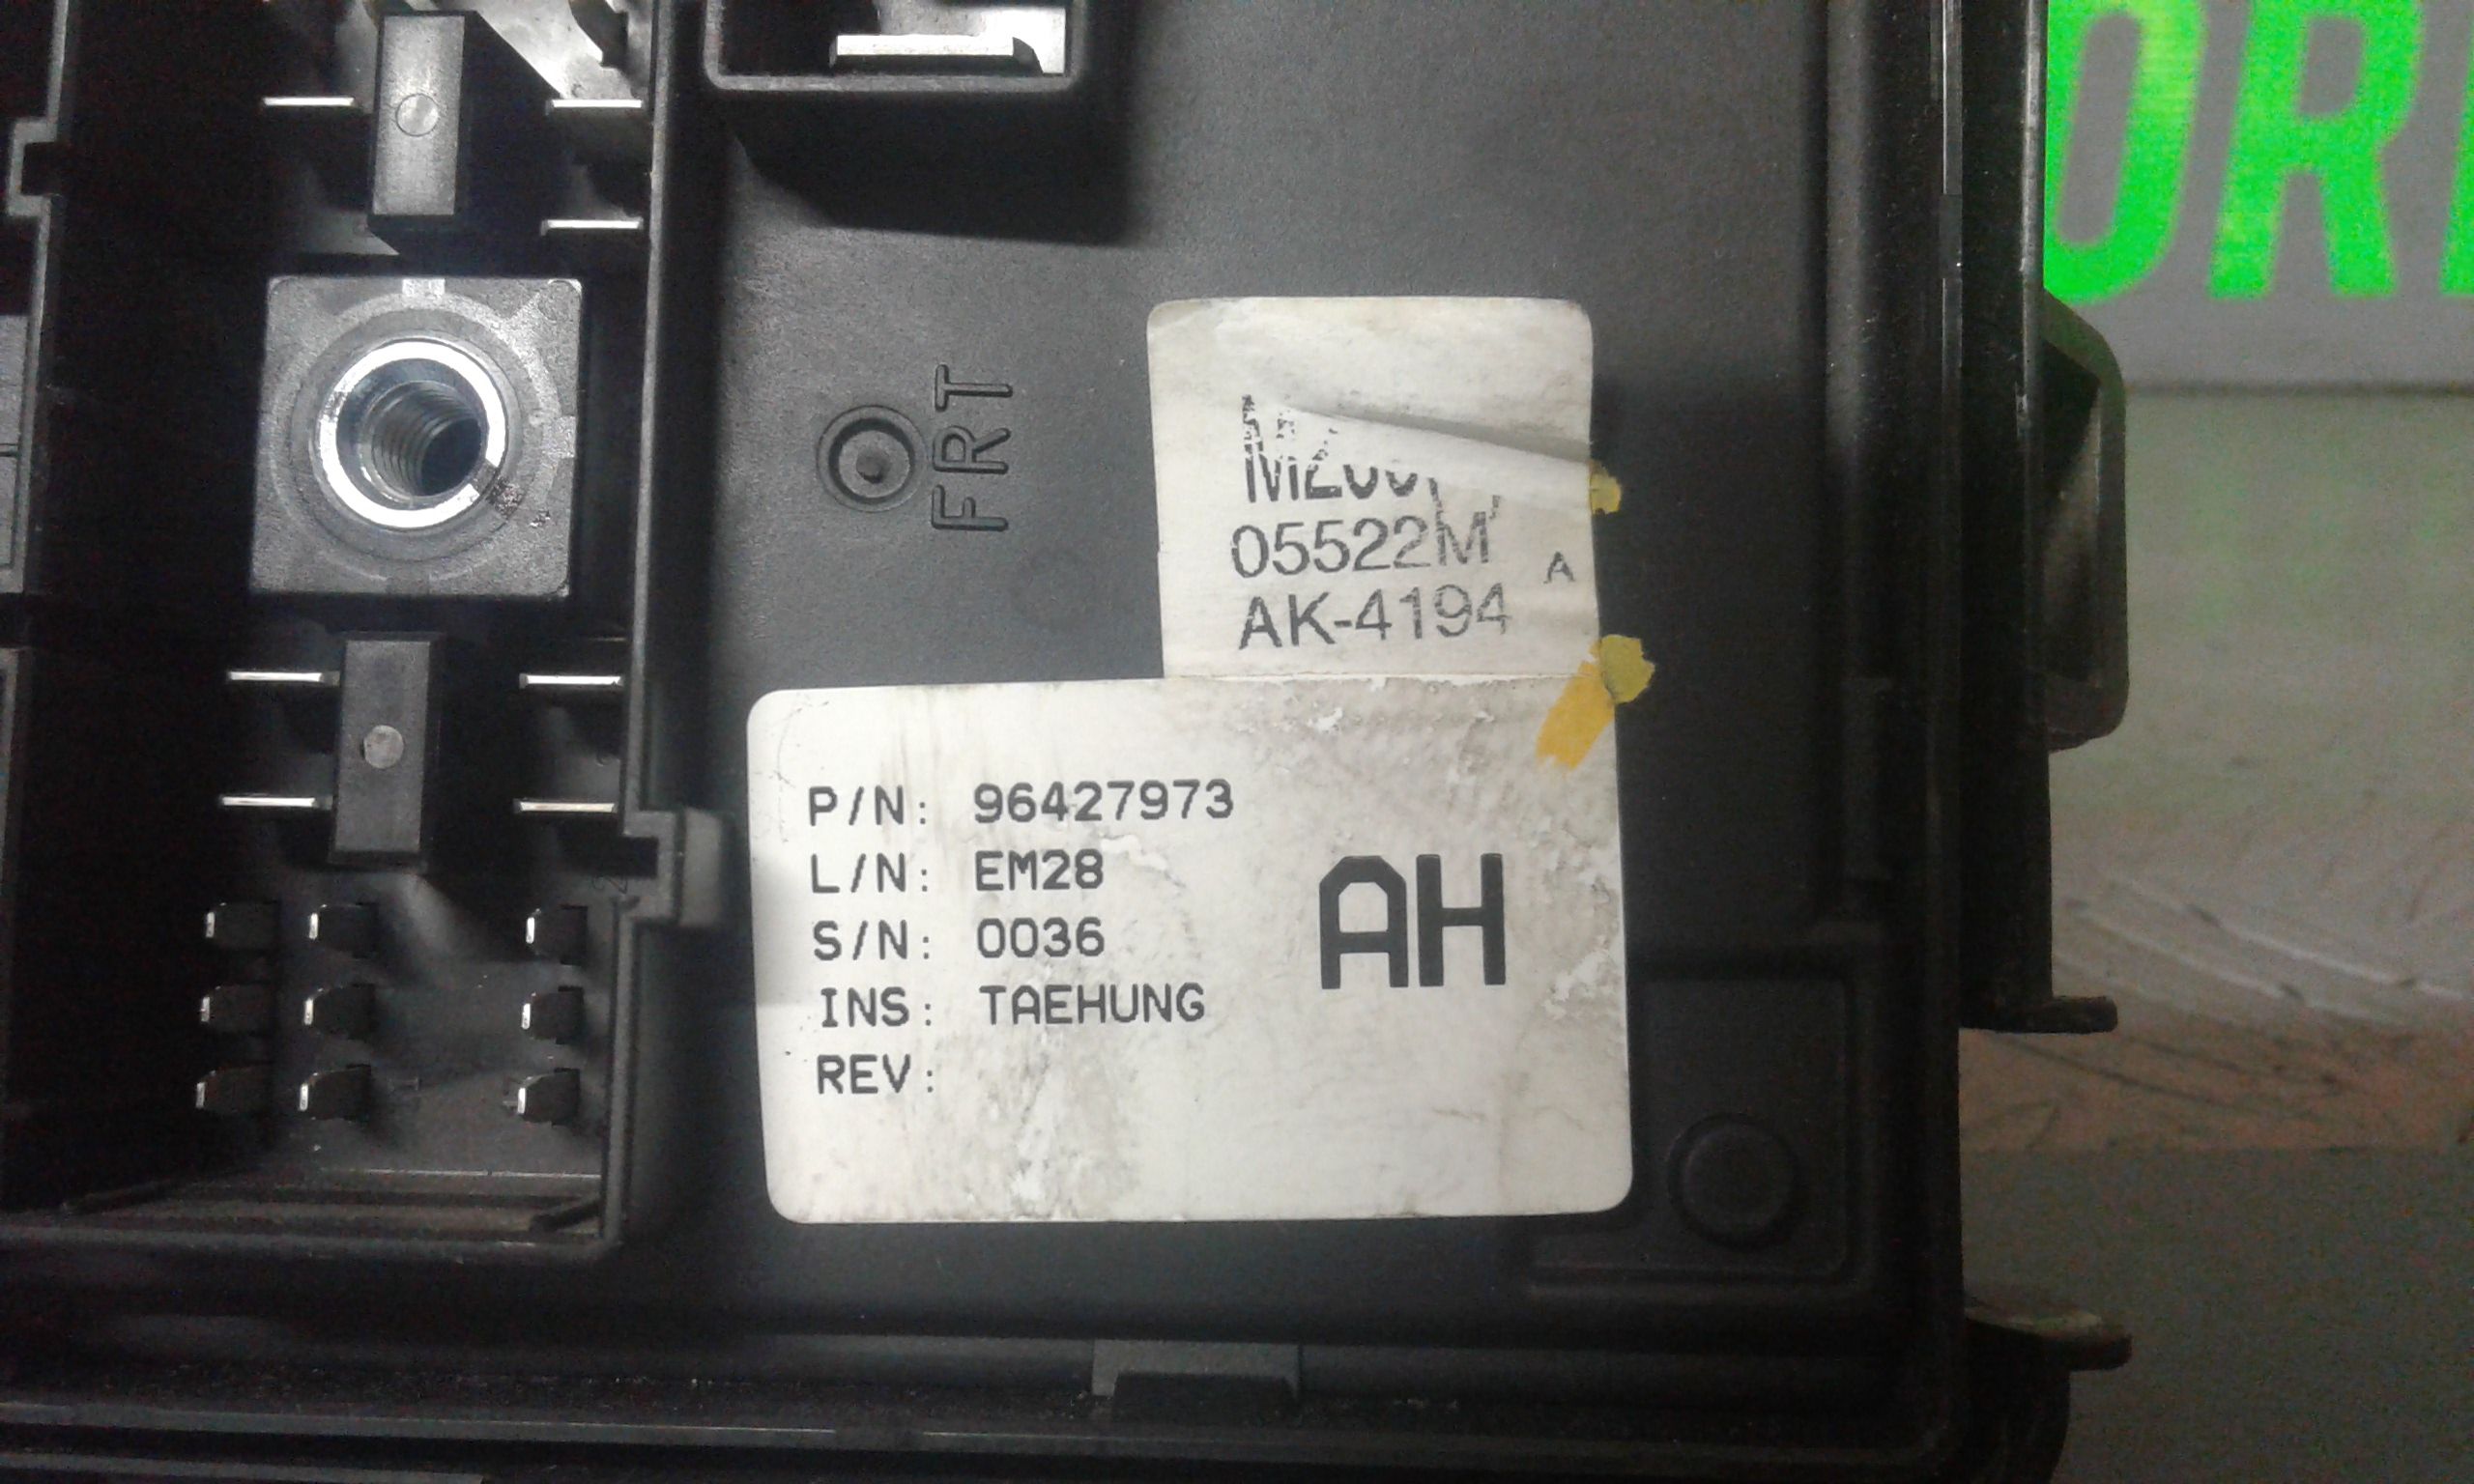 FRT
05522M
A
AK-4194
P/N: 96427973
L/N: EM28
S/N: 0036
INS: TAEHUNG
REV:
AH